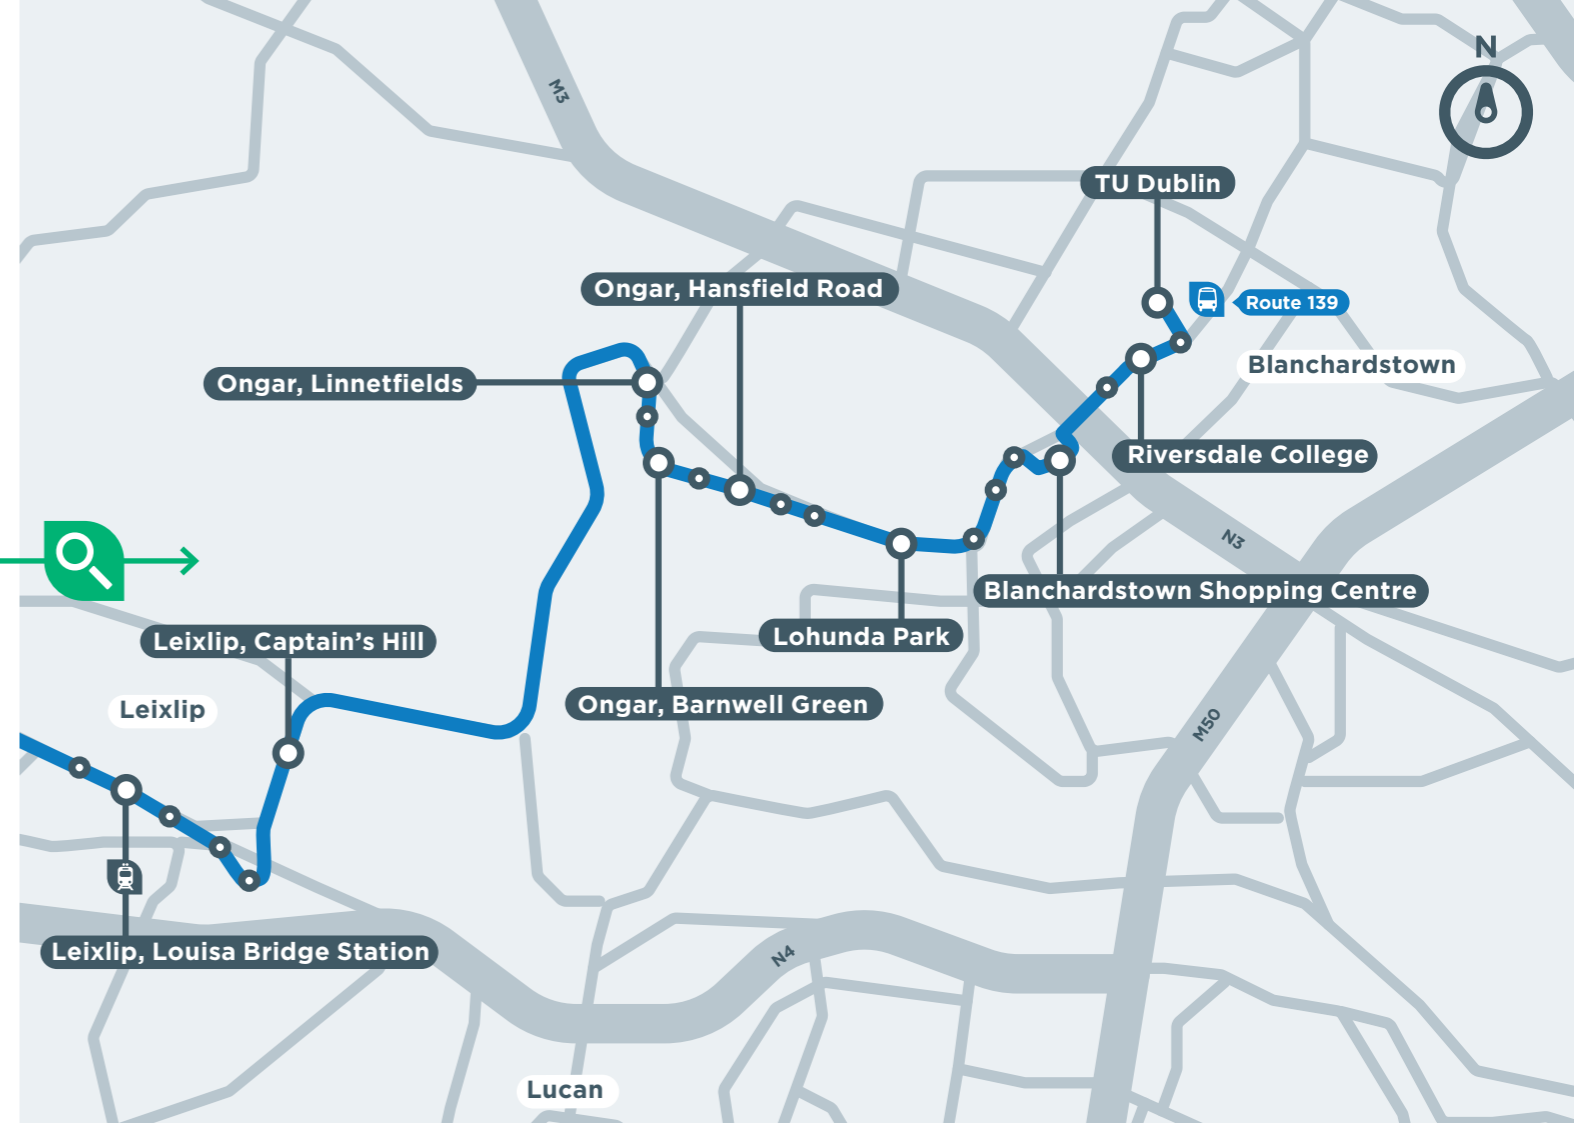 N
M3
TU Dublin
Ongar, Hansfield Road
Route 139
Blanchardstown
Ongar, Linnetfields
Riversdale College
N3
Blanchardstown Shopping Centre
Leixlip, Captain’s Hill
Lohunda Park
Leixlip
Ongar, Barnwell Green
M50
Leixlip, Louisa Bridge Station
N4
Lucan